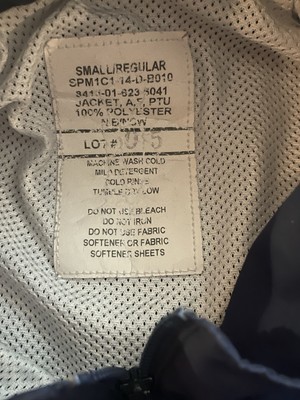 SMALL/REGULAR
SPM1C1-14-D-B010
JACKET, A.F, PTU
100% POLYESTER
LOT#
MACHINE WASH COLD
MILD DETERGENT
COLD RINSE
TUMBLE DRY LOW
DO NOT USE BLEACH
DO NOT IRON
DO NOT USE FABRIC
SOFTENER OR FABRIC
SOFTENER SHEETS